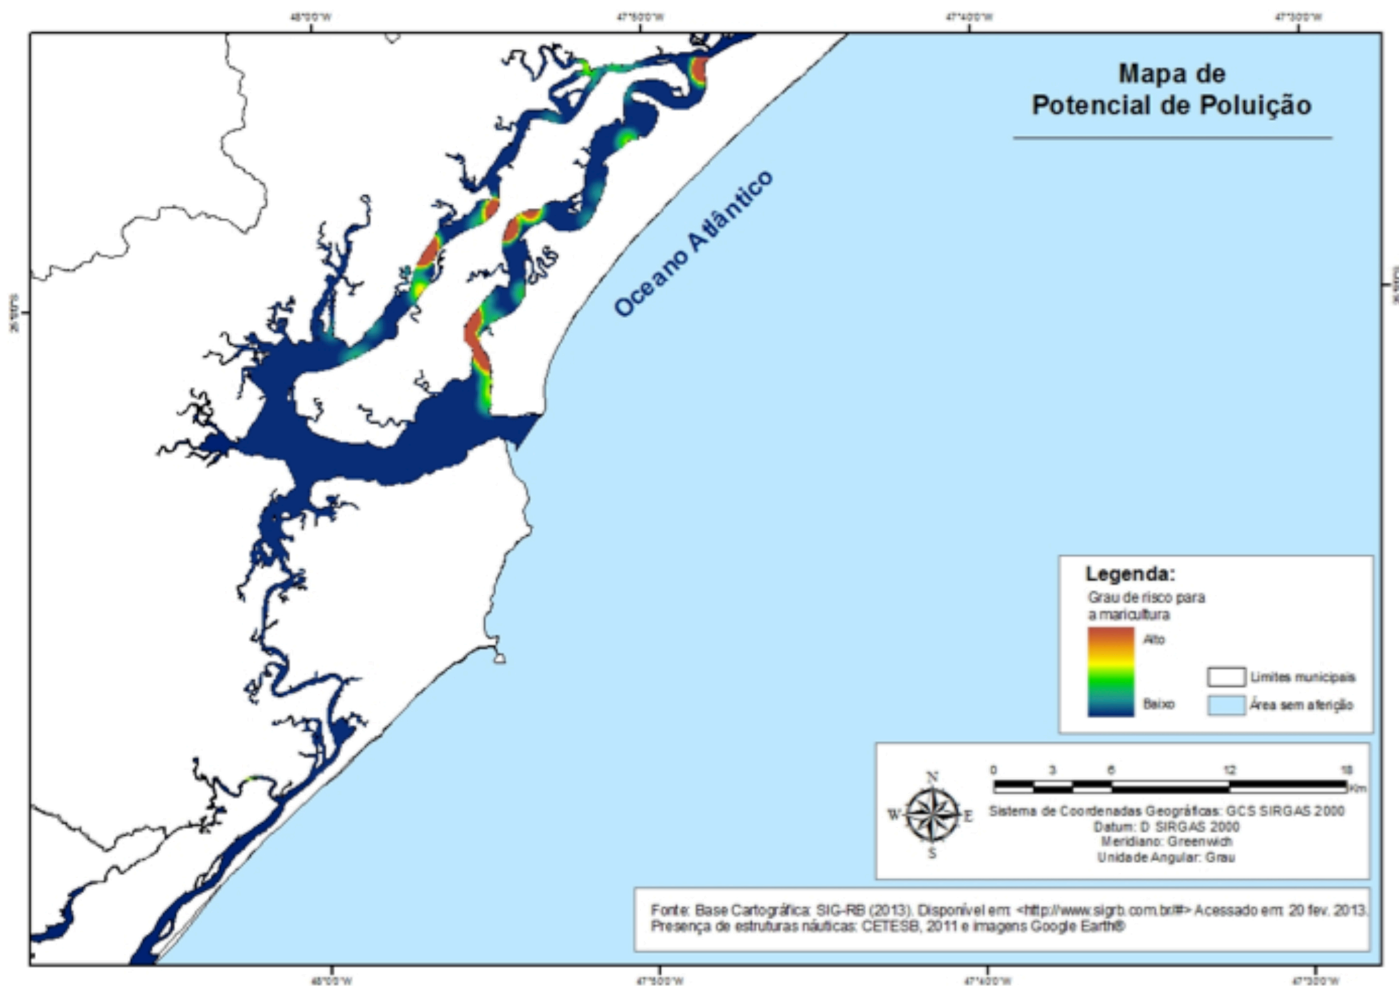 48°0'0"W
47°50'0"W
47°40'0"W
47°30'0"W
Mapa de
Potencial de Poluição
Oceano Atlântico
Legenda:
Grau de risco para
a maricultura
Alto
Baixo
Limites municipais
Área sem aferição
N
W
E
S
0 3 6 12 18
Km
Sistema de Coordenadas Geográficas: GCS SIRGAS 2000
Datum: D SIRGAS 2000
Meridiano: Greenwich
Unidade Angular: Grau
Fonte: Base Cartográfica: SIG-RB (2013). Disponível em: <http://www.sigrb.com.br/#> Acessado em: 20 fev. 2013.
Presença de estruturas náuticas: CETESB, 2011 e imagens Google Earth®
48°0'0"W
47°50'0"W
47°40'0"W
47°30'0"W